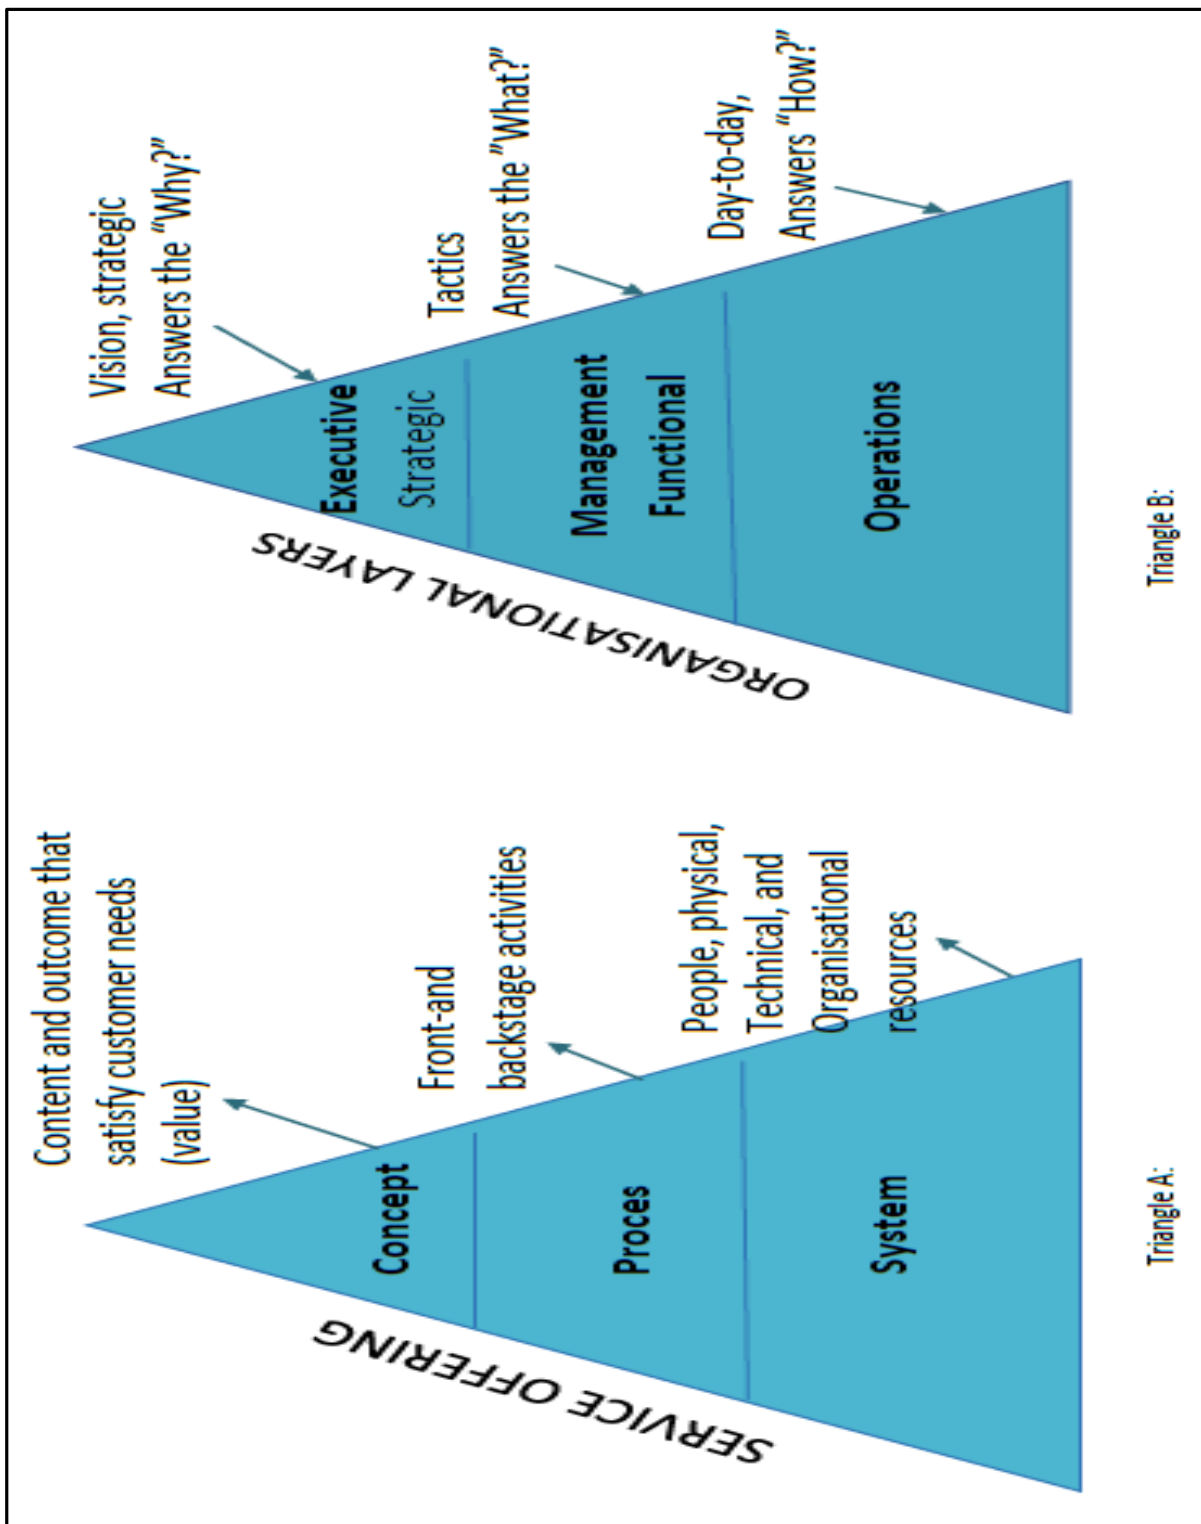 SERVICE OFFERING
Content and outcome that
satisfy customer needs
(value)
Concept
Front-and
backstage activities
Proces
People, physical,
Technical, and
Organisational
resources
System
Triangle A:
ORGANISATIONAL LAYERS
Vision, strategic
Answers the "Why?"
Executive
Strategic
Tactics
Answers the "What?"
Management
Functional
Day-to-day,
Answers "How?"
Operations
Triangle B: